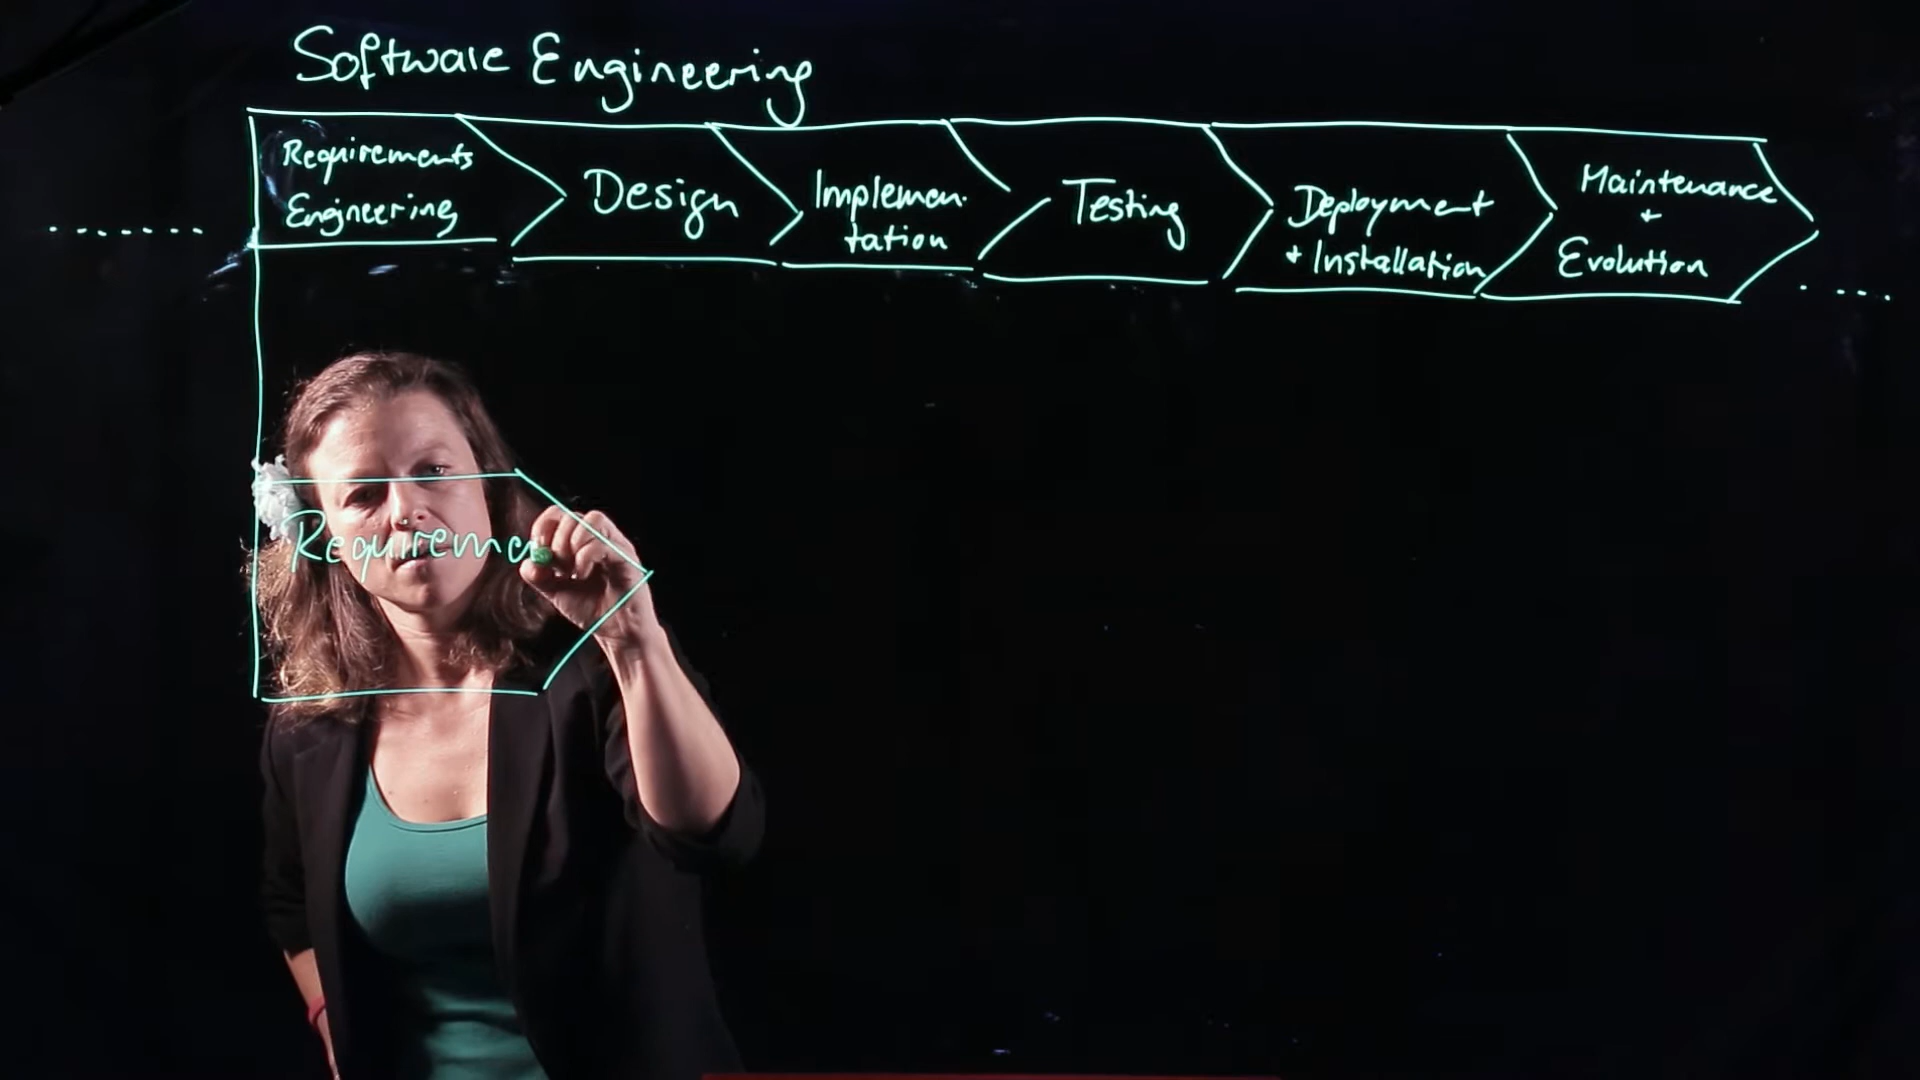 Software Engineering
Requirements
Engineering
Design
Implemen-
tation
Testing
Deployment
+ Installation
Maintenance
+
Evolution
Requireme